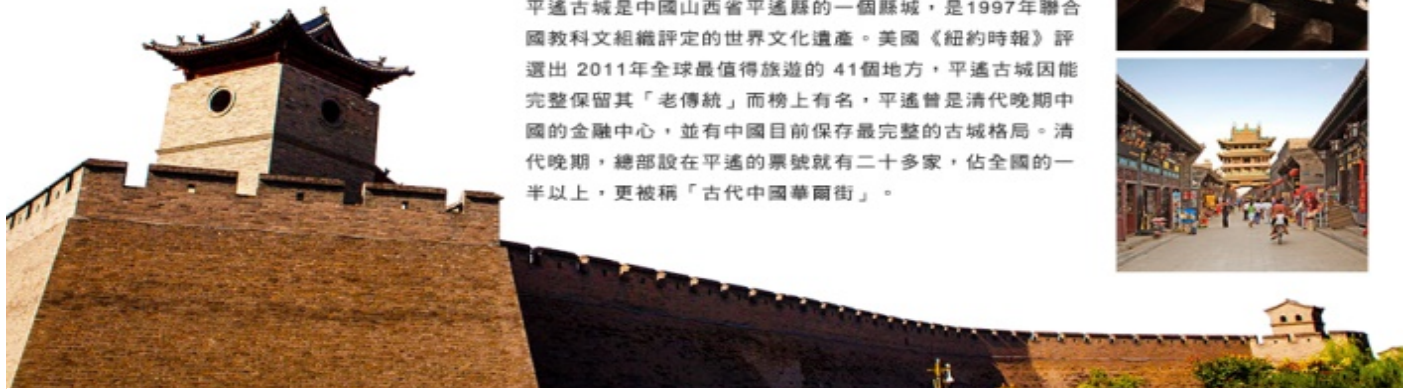 平遙古城是中國山西省平遙縣的一個縣城，是1997年聯合
國教科文組織評定的世界文化遺產。美國《紐約時報》評
選出 2011年全球最值得旅遊的 41個地方，平遙古城因能
完整保留其「老傳統」而榜上有名，平遙曾是清代晚期中
國的金融中心，並有中國目前保存最完整的古城格局。清
代晚期，總部設在平遙的票號就有二十多家，佔全國的一
半以上，更被稱「古代中國華爾街」。